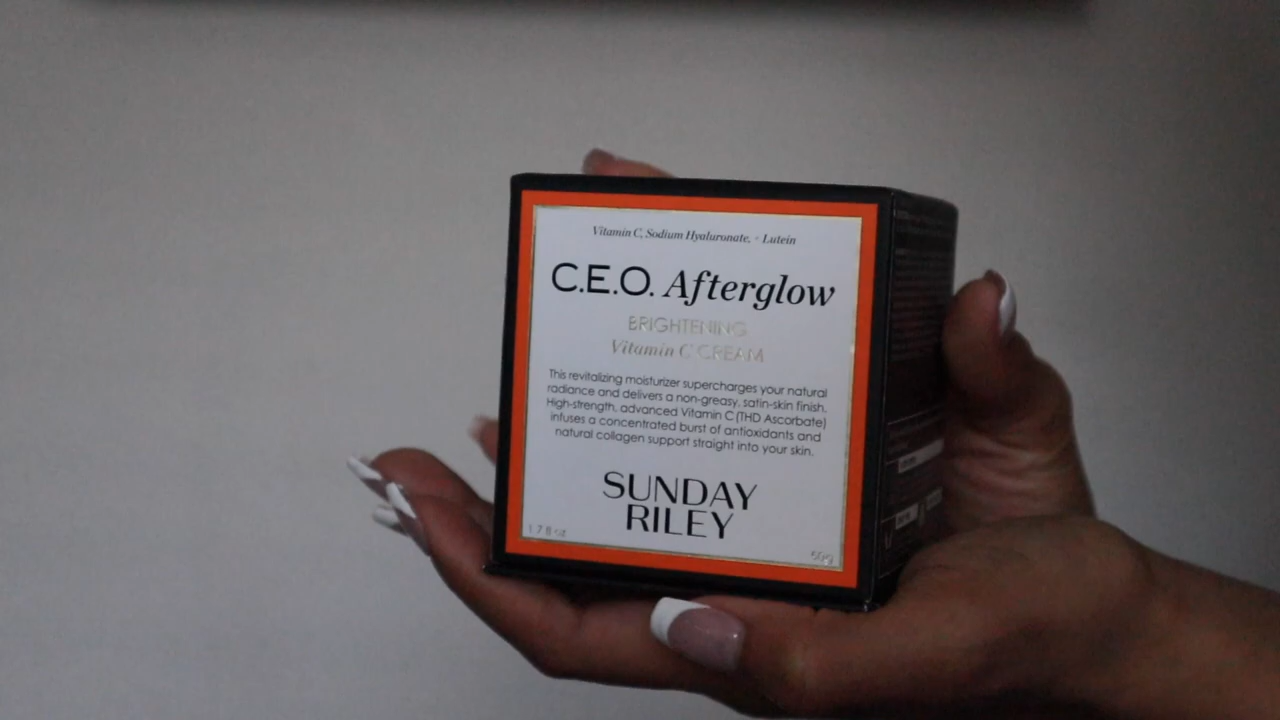 Vitamin C, Sodium Hyaluronate, + Lutein
C.E.O. Afterglow
BRIGHTENING
Vitamin C CREAM
This revitalizing moisturizer supercharges your natural
radiance and delivers a non-greasy, satin-skin finish.
High-strength, advanced Vitamin C (THD Ascorbate)
infuses a concentrated burst of antioxidants and
natural collagen support straight into your skin.
SUNDAY
RILEY
1.7 fl oz
50g